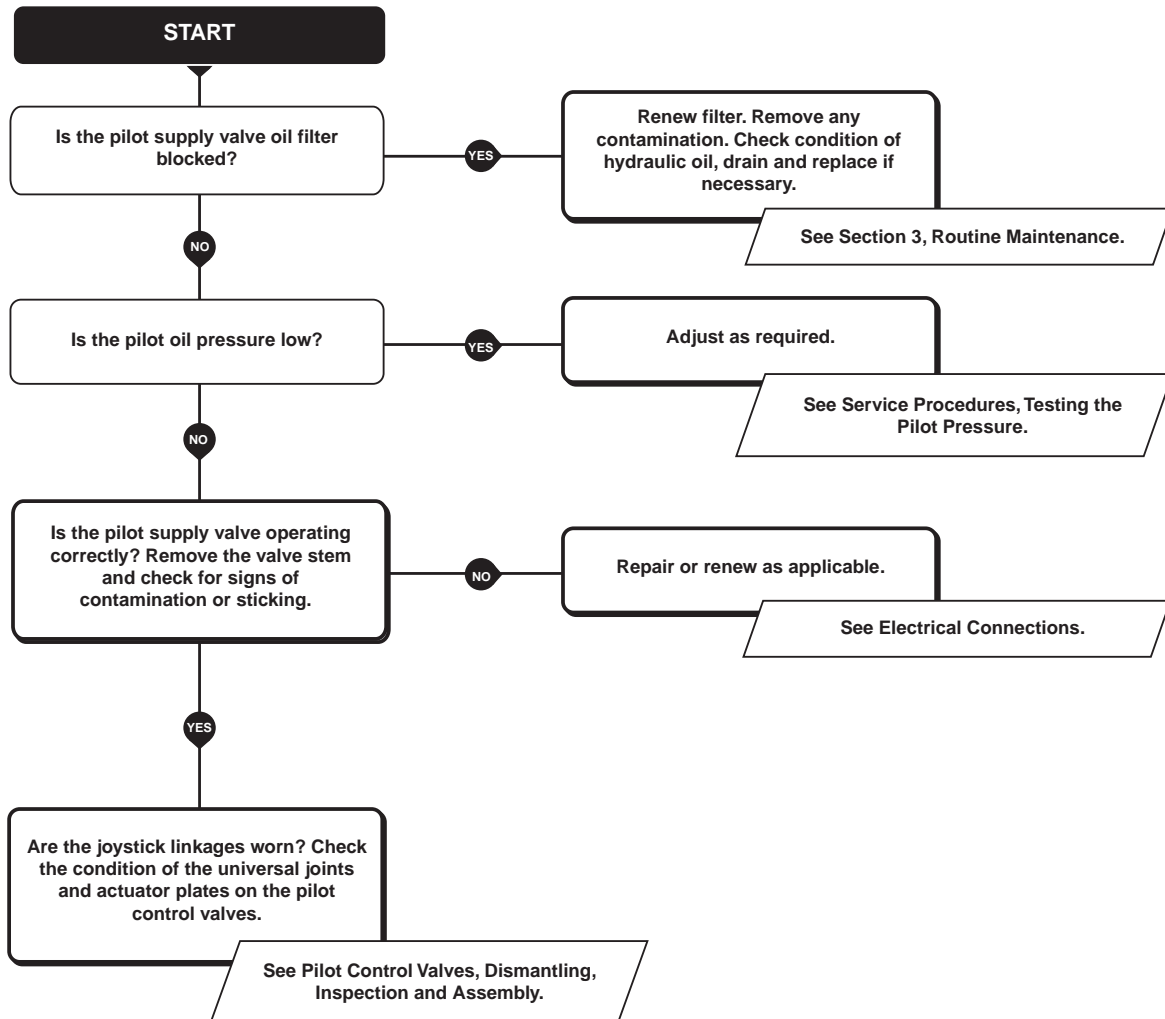 START
Is the pilot supply valve oil filter
blocked?
YES
Renew filter. Remove any
contamination. Check condition of
hydraulic oil, drain and replace if
necessary.
See Section 3, Routine Maintenance.
NO
Is the pilot oil pressure low?
YES
Adjust as required.
See Service Procedures, Testing the
Pilot Pressure.
NO
Is the pilot supply valve operating
correctly? Remove the valve stem
and check for signs of
contamination or sticking.
NO
Repair or renew as applicable.
See Electrical Connections.
YES
Are the joystick linkages worn? Check
the condition of the universal joints
and actuator plates on the pilot
control valves.
See Pilot Control Valves, Dismantling,
Inspection and Assembly.